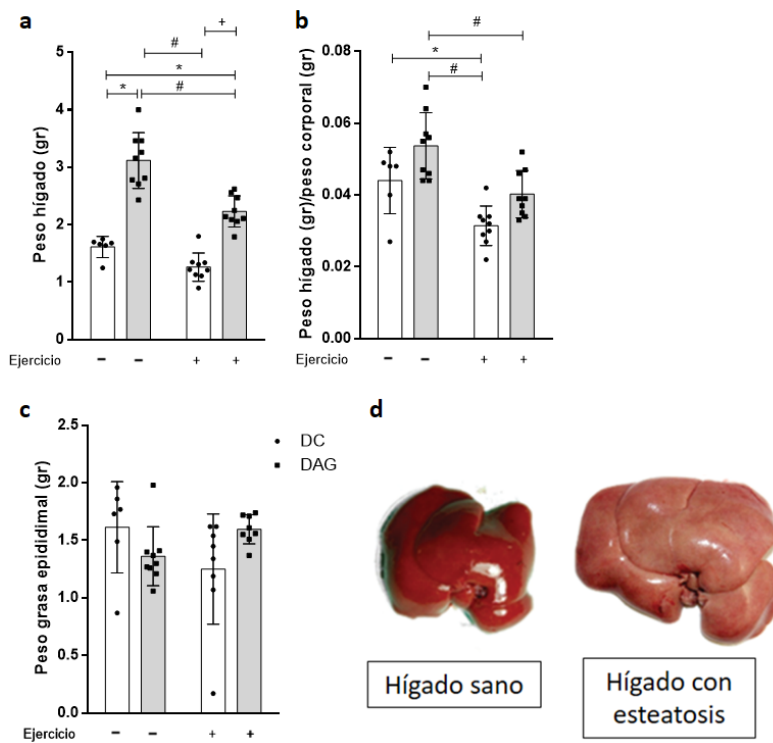 a
#
+
*
*
#
Peso hígado (gr)
5
4
3
2
1
0
Ejercicio
−
−
+
+
b
#
*
#
Peso hígado (gr)/peso corporal (gr)
0.08
0.06
0.04
0.02
0.00
Ejercicio
−
−
+
+
c
Peso grasa epididimal (gr)
2.5
2.0
1.5
1.0
0.5
0.0
Ejercicio
−
−
+
+
DC
DAG
d
Hígado sano
Hígado con
esteatosis